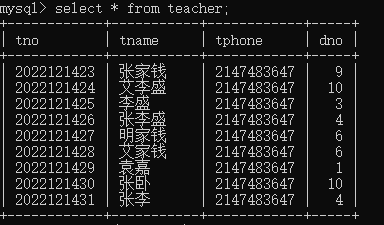 mysql> select * from teacher;
+------------+-----------+------------+------+
| tno        | tname     | tphone     | dno  |
+------------+-----------+------------+------+
| 2022121423 | 张家钱    | 2147483647 |    9 |
| 2022121424 | 艾李盛    | 2147483647 |   10 |
| 2022121425 | 李盛      | 2147483647 |    3 |
| 2022121426 | 张李盛    | 2147483647 |    4 |
| 2022121427 | 明家钱    | 2147483647 |    6 |
| 2022121428 | 艾家钱    | 2147483647 |    6 |
| 2022121429 | 袁嘉      | 2147483647 |    1 |
| 2022121430 | 张卧      | 2147483647 |   10 |
| 2022121431 | 张李      | 2147483647 |    4 |
+------------+-----------+------------+------+